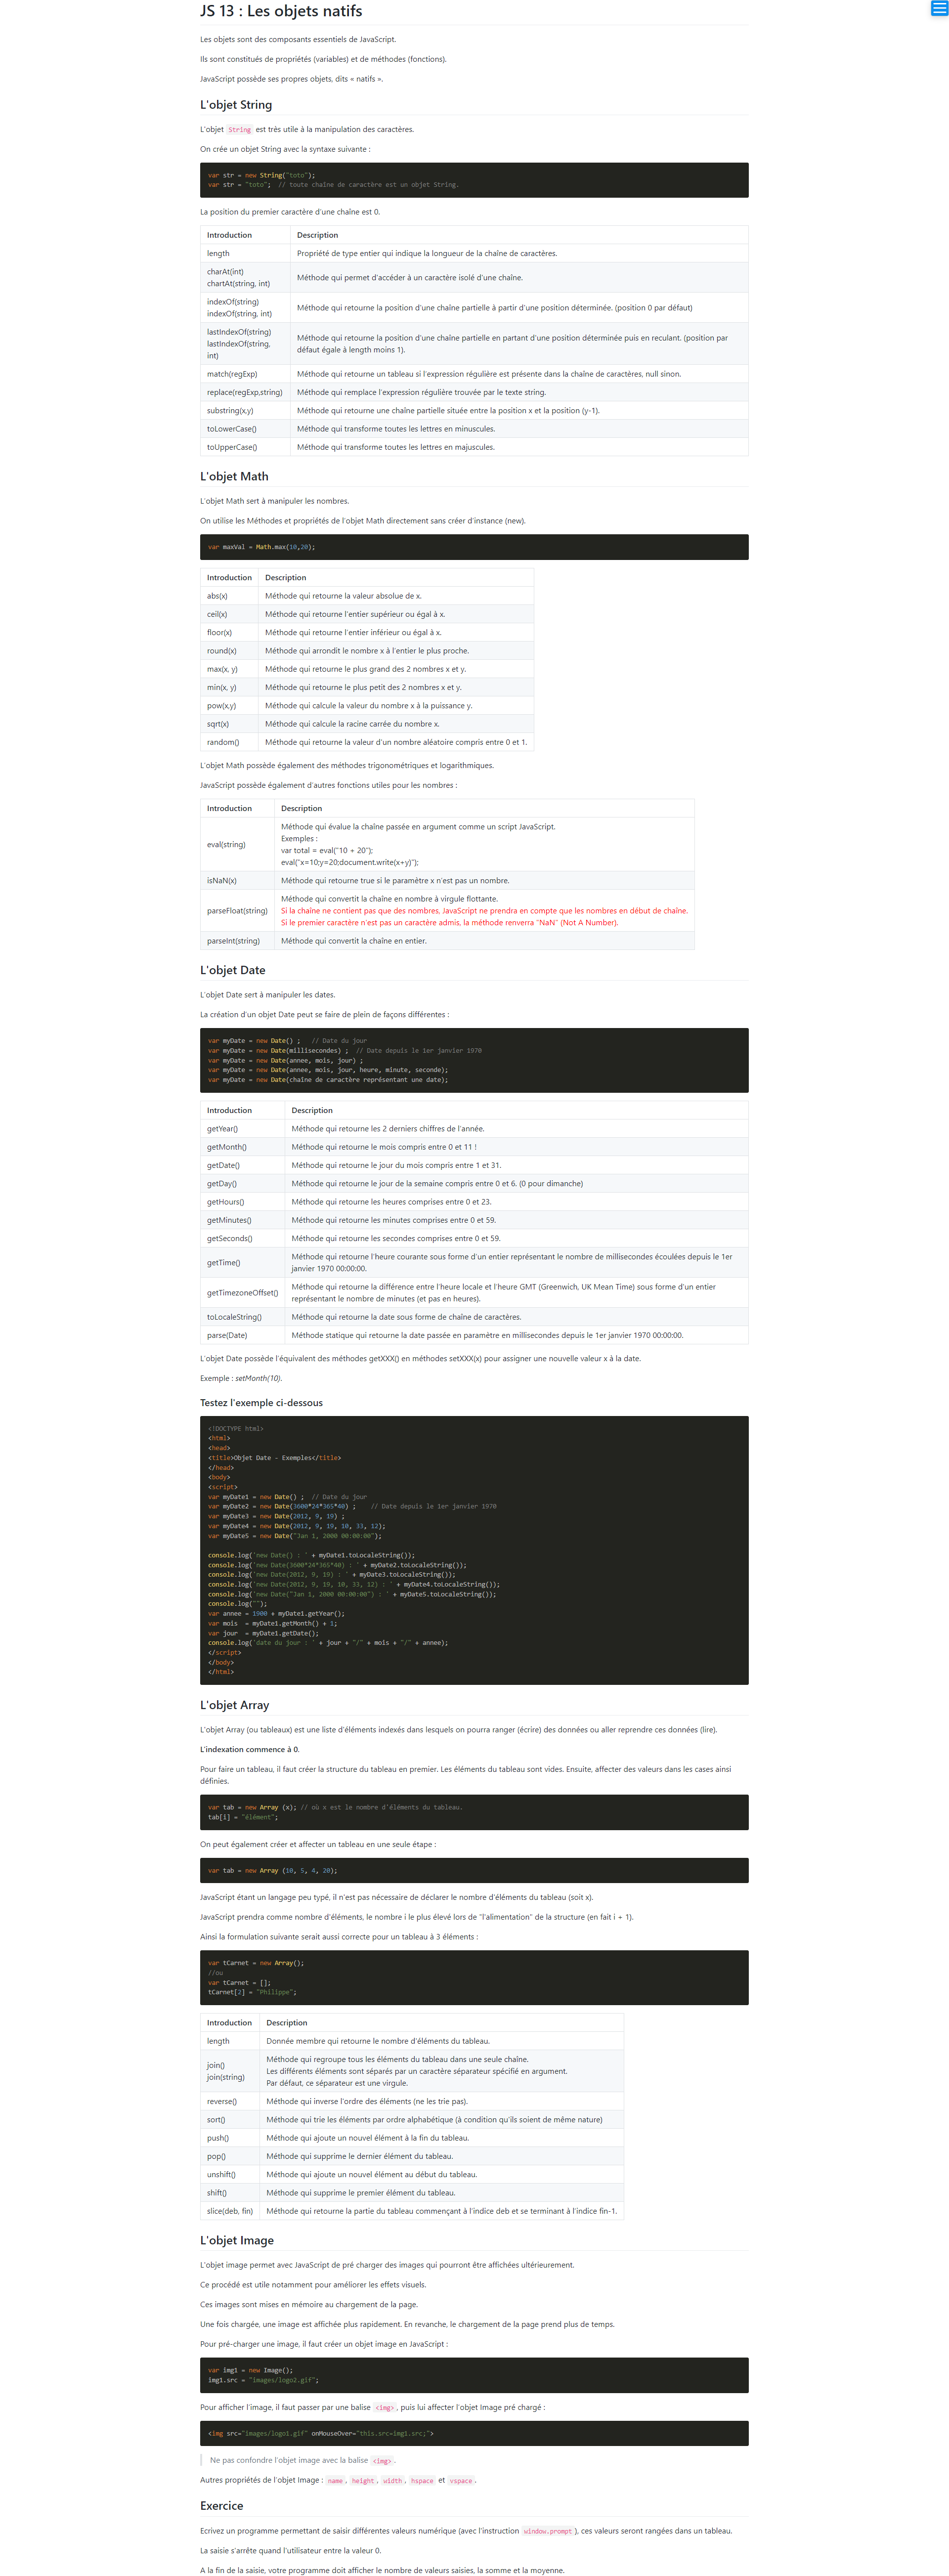 JS 13 : Les objets natifs
Les objets sont des composants essentiels de JavaScript.
Ils sont constitués de propriétés (variables) et de méthodes (fonctions).
JavaScript possède ses propres objets, dits « natifs ».
L'objet String
L'objet String est très utile à la manipulation des caractères.
On crée un objet String avec la syntaxe suivante :
var str = new String("toto");
var str = "toto";  // toute chaîne de caractère est un objet String.
La position du premier caractère d'une chaîne est 0.
Introduction Description
length Propriété de type entier qui indique la longueur de la chaîne de caractères.
charAt(int)
chartAt(string, int)
Méthode qui permet d'accéder à un caractère isolé d'une chaîne.
indexOf(string)
indexOf(string, int)
Méthode qui retourne la position d'une chaîne partielle à partir d'une position déterminée. (position 0 par défaut)
lastIndexOf(string)
lastIndexOf(string,
int)
Méthode qui retourne la position d'une chaîne partielle en partant d'une position déterminée puis en reculant. (position par
défaut égale à length moins 1).
match(regExp) Méthode qui retourne un tableau si l'expression régulière est présente dans la chaîne de caractères, null sinon.
replace(regExp,string) Méthode qui remplace l'expression régulière trouvée par le texte string.
substring(x,y) Méthode qui retourne une chaîne partielle située entre la position x et la position (y-1).
toLowerCase() Méthode qui transforme toutes les lettres en minuscules.
toUpperCase() Méthode qui transforme toutes les lettres en majuscules.
L'objet Math
L'objet Math sert à manipuler les nombres.
On utilise les Méthodes et propriétés de l'objet Math directement sans créer d'instance (new).
var maxVal = Math.max(10,20);
Introduction Description
abs(x) Méthode qui retourne la valeur absolue de x.
ceil(x) Méthode qui retourne l'entier supérieur ou égal à x.
floor(x) Méthode qui retourne l'entier inférieur ou égal à x.
round(x) Méthode qui arrondit le nombre x à l'entier le plus proche.
max(x, y) Méthode qui retourne le plus grand des 2 nombres x et y.
min(x, y) Méthode qui retourne le plus petit des 2 nombres x et y.
pow(x,y) Méthode qui calcule la valeur du nombre x à la puissance y.
sqrt(x) Méthode qui calcule la racine carrée du nombre x.
random() Méthode qui retourne la valeur d'un nombre aléatoire compris entre 0 et 1.
L'objet Math possède également des méthodes trigonométriques et logarithmiques.
JavaScript possède également d'autres fonctions utiles pour les nombres :
Introduction Description
eval(string)
Méthode qui évalue la chaîne passée en argument comme un script JavaScript.
Exemples :
var total = eval("10 + 20");
eval("x=10;y=20;document.write(x+y)");
isNaN(x) Méthode qui retourne true si le paramètre x n'est pas un nombre.
parseFloat(string)
Méthode qui convertit la chaîne en nombre à virgule flottante.
Si la chaîne ne contient pas que des nombres, JavaScript ne prendra en compte que les nombres en début de chaîne.
Si le premier caractère n'est pas un caractère admis, la méthode renverra "NaN" (Not A Number).
parseInt(string) Méthode qui convertit la chaîne en entier.
L'objet Date
L'objet Date sert à manipuler les dates.
La création d'un objet Date peut se faire de plein de façons différentes :
var myDate = new Date() ;   // Date du jour
var myDate = new Date(millisecondes) ;  // Date depuis le 1er janvier 1970
var myDate = new Date(annee, mois, jour) ;
var myDate = new Date(annee, mois, jour, heure, minute, seconde);
var myDate = new Date(chaîne de caractère représentant une date);
Introduction Description
getYear() Méthode qui retourne les 2 derniers chiffres de l'année.
getMonth() Méthode qui retourne le mois compris entre 0 et 11 !
getDate() Méthode qui retourne le jour du mois compris entre 1 et 31.
getDay() Méthode qui retourne le jour de la semaine compris entre 0 et 6. (0 pour dimanche)
getHours() Méthode qui retourne les heures comprises entre 0 et 23.
getMinutes() Méthode qui retourne les minutes comprises entre 0 et 59.
getSeconds() Méthode qui retourne les secondes comprises entre 0 et 59.
getTime()
Méthode qui retourne l'heure courante sous forme d'un entier représentant le nombre de millisecondes écoulées depuis le 1er
janvier 1970 00:00:00.
getTimezoneOffset()
Méthode qui retourne la différence entre l'heure locale et l'heure GMT (Greenwich, UK Mean Time) sous forme d'un entier
représentant le nombre de minutes (et pas en heures).
toLocaleString() Méthode qui retourne la date sous forme de chaîne de caractères.
parse(Date) Méthode statique qui retourne la date passée en paramètre en millisecondes depuis le 1er janvier 1970 00:00:00.
L'objet Date possède l'équivalent des méthodes getXXX() en méthodes setXXX(x) pour assigner une nouvelle valeur x à la date.
Exemple : setMonth(10).
Testez l'exemple ci-dessous
<!DOCTYPE html>
<html>
<head>
<title>Objet Date - Exemples</title>
</head>
<body>
<script>
var myDate1 = new Date() ;  // Date du jour
var myDate2 = new Date(3600*24*365*40) ;    // Date depuis le 1er janvier 1970
var myDate3 = new Date(2012, 9, 19) ;
var myDate4 = new Date(2012, 9, 19, 10, 33, 12);
var myDate5 = new Date("Jan 1, 2000 00:00:00");
console.log('new Date() : ' + myDate1.toLocaleString());
console.log('new Date(3600*24*365*40) : ' + myDate2.toLocaleString());
console.log('new Date(2012, 9, 19) : ' + myDate3.toLocaleString());
console.log('new Date(2012, 9, 19, 10, 33, 12) : ' + myDate4.toLocaleString());
console.log('new Date("Jan 1, 2000 00:00:00") : ' + myDate5.toLocaleString());
console.log("");
var annee = 1900 + myDate1.getYear();
var mois  = myDate1.getMonth() + 1;
var jour  = myDate1.getDate();
console.log('date du jour : ' + jour + "/" + mois + "/" + annee);
</script>
</body>
</html>
L'objet Array
L'objet Array (ou tableaux) est une liste d'éléments indexés dans lesquels on pourra ranger (écrire) des données ou aller reprendre ces données (lire).
L'indexation commence à 0.
Pour faire un tableau, il faut créer la structure du tableau en premier. Les éléments du tableau sont vides. Ensuite, affecter des valeurs dans les cases ainsi
définies.
var tab = new Array (x); // où x est le nombre d'éléments du tableau.
tab[i] = "élément";
On peut également créer et affecter un tableau en une seule étape :
var tab = new Array (10, 5, 4, 20);
JavaScript étant un langage peu typé, il n'est pas nécessaire de déclarer le nombre d'éléments du tableau (soit x).
JavaScript prendra comme nombre d'éléments, le nombre i le plus élevé lors de "l'alimentation" de la structure (en fait i + 1).
Ainsi la formulation suivante serait aussi correcte pour un tableau à 3 éléments :
var tCarnet = new Array();
//ou
var tCarnet = [];
tCarnet[2] = "Philippe";
Introduction Description
length Donnée membre qui retourne le nombre d'éléments du tableau.
join()
join(string)
Méthode qui regroupe tous les éléments du tableau dans une seule chaîne.
Les différents éléments sont séparés par un caractère séparateur spécifié en argument.
Par défaut, ce séparateur est une virgule.
reverse() Méthode qui inverse l'ordre des éléments (ne les trie pas).
sort() Méthode qui trie les éléments par ordre alphabétique (à condition qu'ils soient de même nature)
push() Méthode qui ajoute un nouvel élément à la fin du tableau.
pop() Méthode qui supprime le dernier élément du tableau.
unshift() Méthode qui ajoute un nouvel élément au début du tableau.
shift() Méthode qui supprime le premier élément du tableau.
slice(deb, fin) Méthode qui retourne la partie du tableau commençant à l'indice deb et se terminant à l'indice fin-1.
L'objet Image
L'objet image permet avec JavaScript de pré charger des images qui pourront être affichées ultérieurement.
Ce procédé est utile notamment pour améliorer les effets visuels.
Ces images sont mises en mémoire au chargement de la page.
Une fois chargée, une image est affichée plus rapidement. En revanche, le chargement de la page prend plus de temps.
Pour pré-charger une image, il faut créer un objet image en JavaScript :
var img1 = new Image();
img1.src = "images/logo2.gif";
Pour afficher l'image, il faut passer par une balise <img>, puis lui affecter l'objet Image pré chargé :
<img src="images/logo1.gif" onMouseOver="this.src=img1.src;">
Ne pas confondre l'objet image avec la balise <img>.
Autres propriétés de l'objet Image : name, height, width, hspace et vspace.
Exercice
Ecrivez un programme permettant de saisir différentes valeurs numérique (avec l'instruction window.prompt), ces valeurs seront rangées dans un tableau.
La saisie s'arrête quand l'utilisateur entre la valeur 0.
A la fin de la saisie, votre programme doit afficher le nombre de valeurs saisies, la somme et la moyenne.